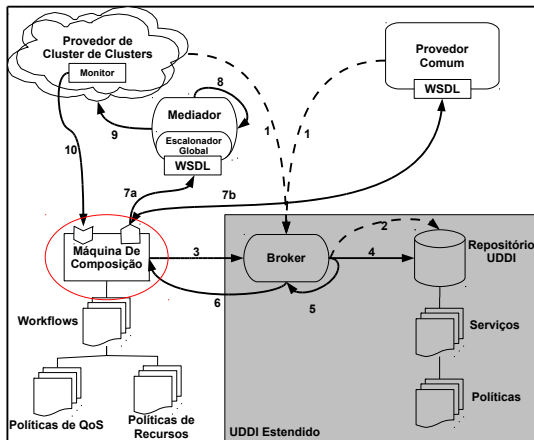 Provedor de
Cluster de Clusters
Monitor
Provedor
Comum
WSDL
8
Mediador
Escalonador
Global
WSDL
9
1
1
10
7a
7b
2
Máquina De
Composição
3
Broker
4
Repositório
UDDI
6
5
Workflows
Serviços
Políticas de QoS
Políticas de
Recursos
Políticas
UDDI Estendido